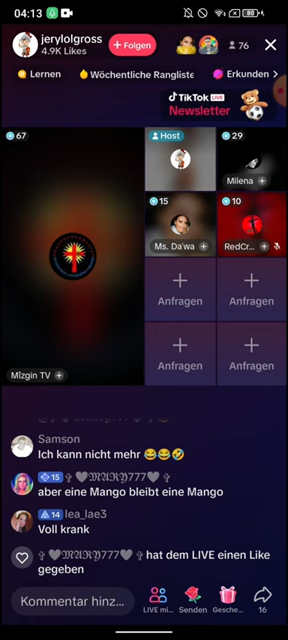 04:13
jerylolgross
4.9K Likes
+ Folgen
76
Lernen
Wöchentliche Rangliste
Erkunden
TikTok LIVE
Newsletter
67
Host
29
Milena
15
10
Ms. Da'wa
RedCr...
Anfragen
Anfragen
Anfragen
Anfragen
Mîzgin TV
Samson
Ich kann nicht mehr 😂😂🤣
15 ✞ 🖤𝔐𝔄ℜ𝔜777🖤 ✞
aber eine Mango bleibt eine Mango
14 lea_lae3
Voll krank
✞ 🖤𝔐𝔄ℜ𝔜777🖤 ✞ hat dem LIVE einen Like
gegeben
Kommentar hinz...
LIVE mi...
Senden
Gesche...
16